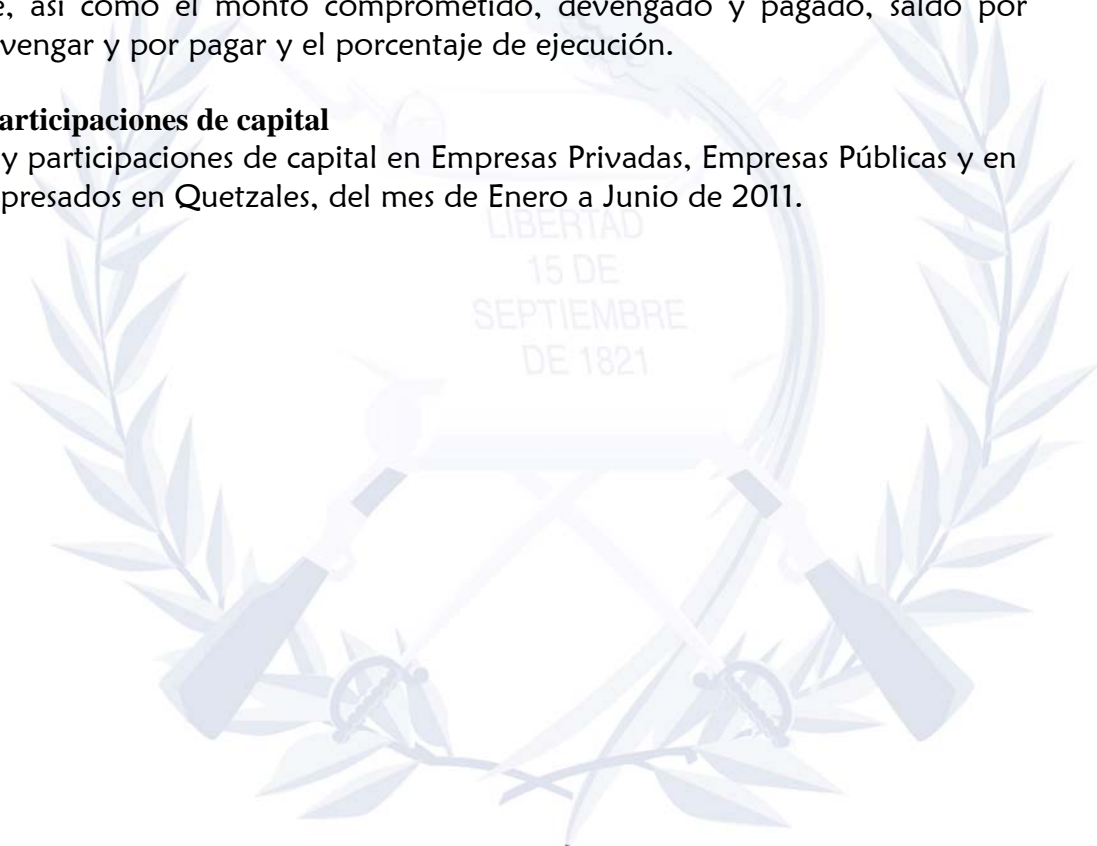 , así como el monto comprometido, devengado y pagado, saldo por
vengar y por pagar y el porcentaje de ejecución.
articipaciones de capital
y participaciones de capital en Empresas Privadas, Empresas Públicas y en
presados en Quetzales, del mes de Enero a Junio de 2011.
LIBERTAD
15 DE
SEPTIEMBRE
DE 1821